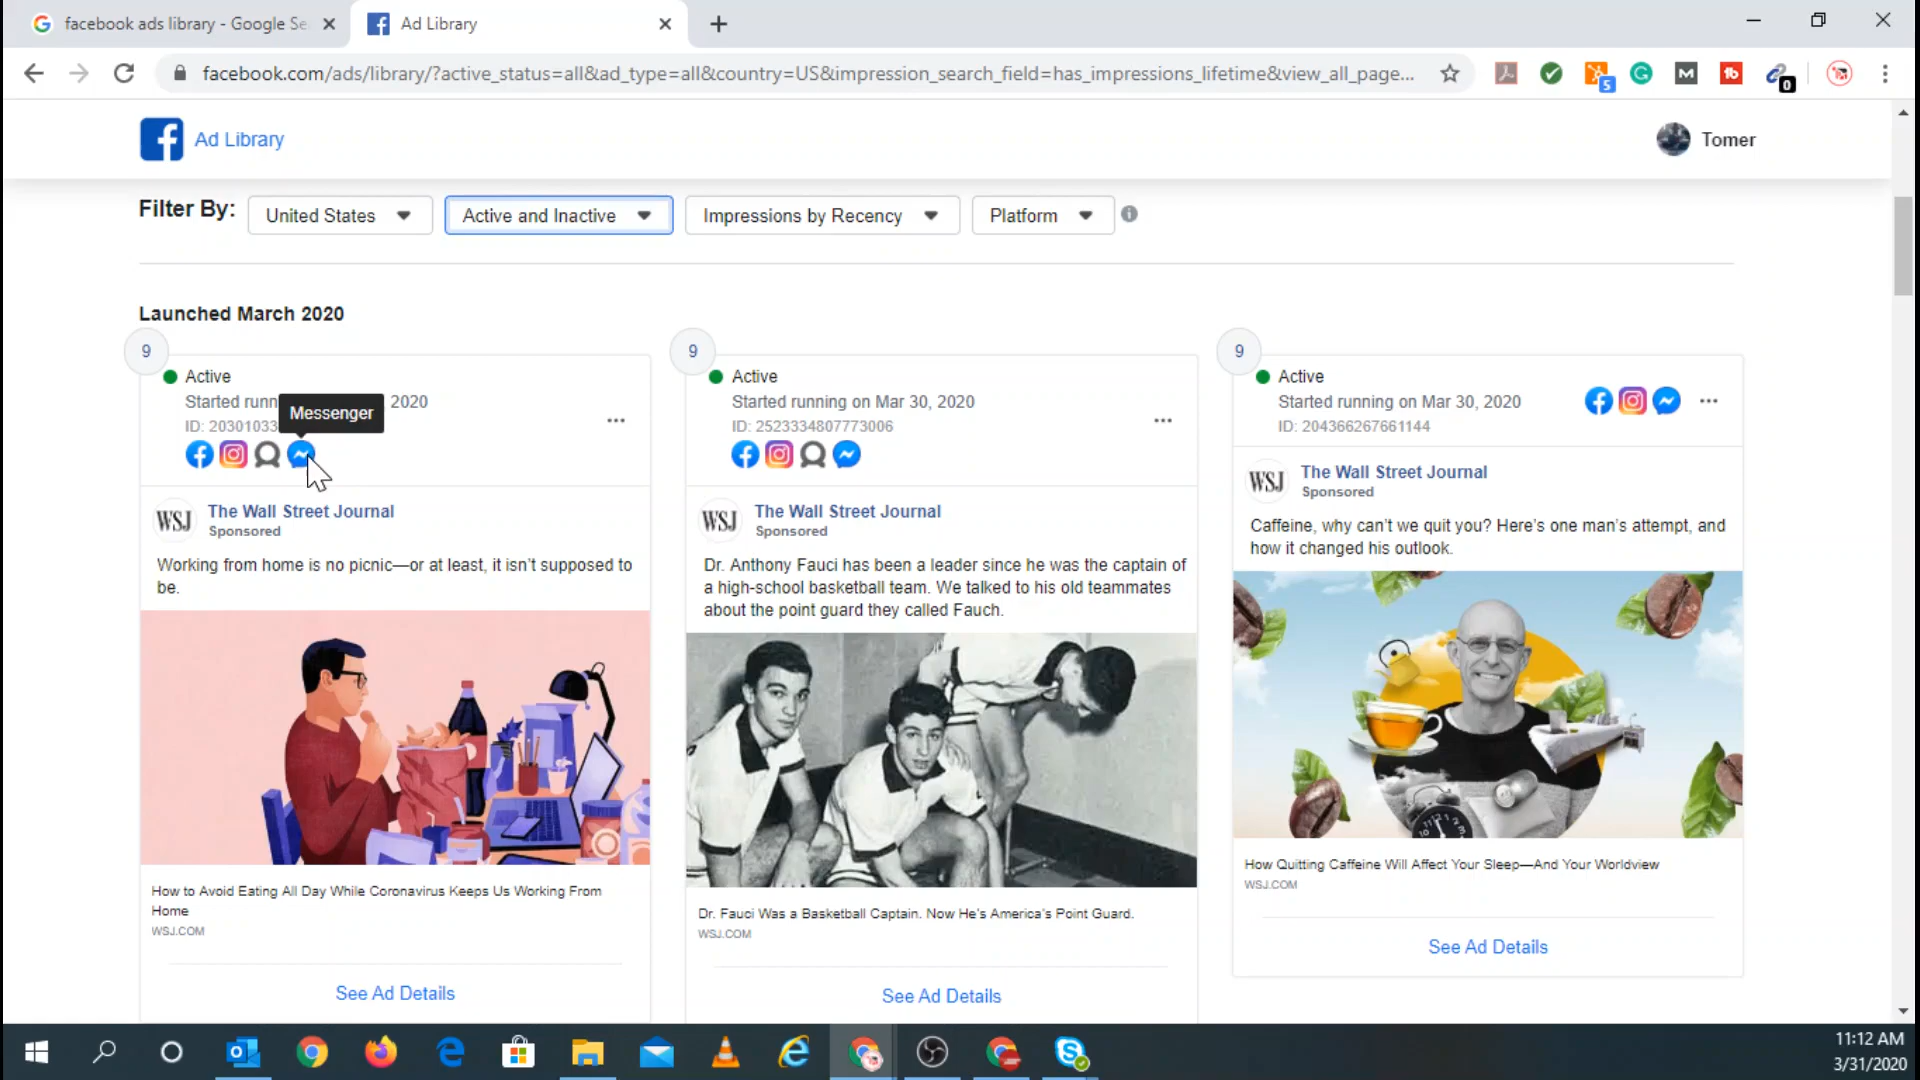 facebook ads library - Google Se
Ad Library
facebook.com/ads/library/?active_status=all&ad_type=all&country=US&impression_search_field=has_impressions_lifetime&view_all_page...
5
0
Ad Library
Tomer
Filter By:
United States
Active and Inactive
Impressions by Recency
Platform
Launched March 2020
9
Active
Started runn
2020
Messenger
ID: 20301033
WSJ
The Wall Street Journal
Sponsored
Working from home is no picnic—or at least, it isn't supposed to
be.
How to Avoid Eating All Day While Coronavirus Keeps Us Working From
Home
WSJ.COM
See Ad Details
9
Active
Started running on Mar 30, 2020
ID: 2523334807773006
WSJ
The Wall Street Journal
Sponsored
Dr. Anthony Fauci has been a leader since he was the captain of
a high-school basketball team. We talked to his old teammates
about the point guard they called Fauch.
Dr. Fauci Was a Basketball Captain. Now He's America's Point Guard.
WSJ.COM
See Ad Details
9
Active
Started running on Mar 30, 2020
ID: 204366267661144
WSJ
The Wall Street Journal
Sponsored
Caffeine, why can't we quit you? Here's one man's attempt, and
how it changed his outlook.
How Quitting Caffeine Will Affect Your Sleep—And Your Worldview
WSJ.COM
See Ad Details
11:12 AM
3/31/2020